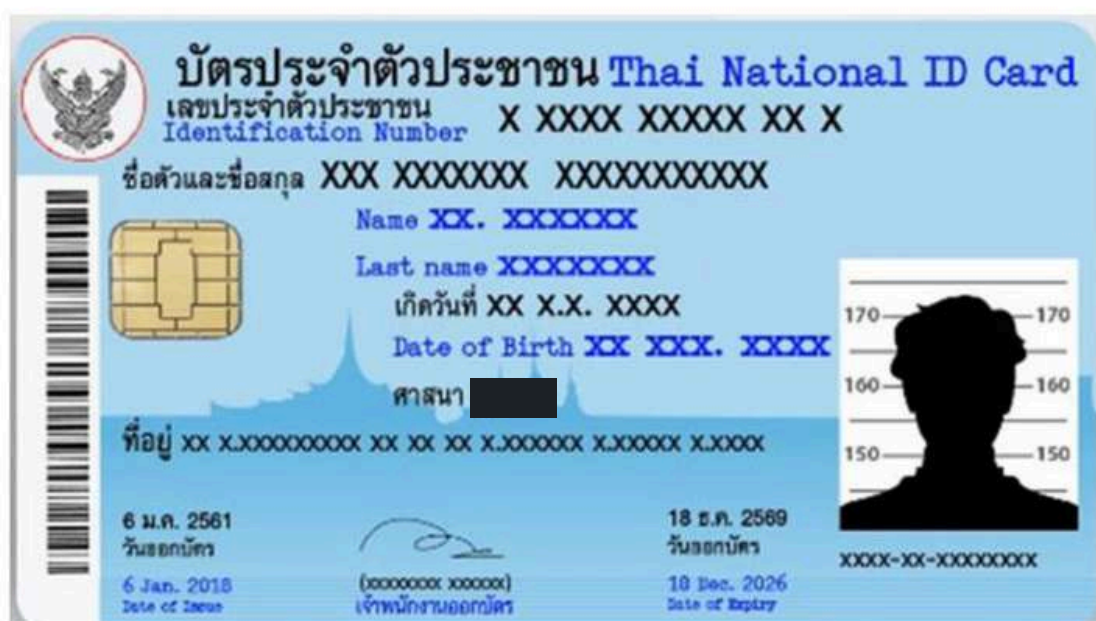 บัตรประจำตัวประชาชน Thai National ID Card
เลขประจำตัวประชาชน
Identification Number X XXXX XXXXX XX X
ชื่อตัวและชื่อสกุล XXX XXXXXXX XXXXXXXXXXX
Name XX. XXXXXX
Last name XXXXXXX
เกิดวันที่ XX X.X. XXXX
Date of Birth XX XXX. XXXX
ศาสนา
ที่อยู่ XX X.XXXXXXXXX XX XX XX X.XXXXXX X.XXXXX X.XXXX
170 170
160 160
150 150
6 ม.ค. 2561
วันออกบัตร
6 Jan. 2018
Date of Issue
(XXXXXXXX XXXXXX)
เจ้าพนักงานออกบัตร
18 ธ.ค. 2569
วันออกบัตร
18 Dec. 2026
Date of Expiry
XXXX-XX-XXXXXXXX